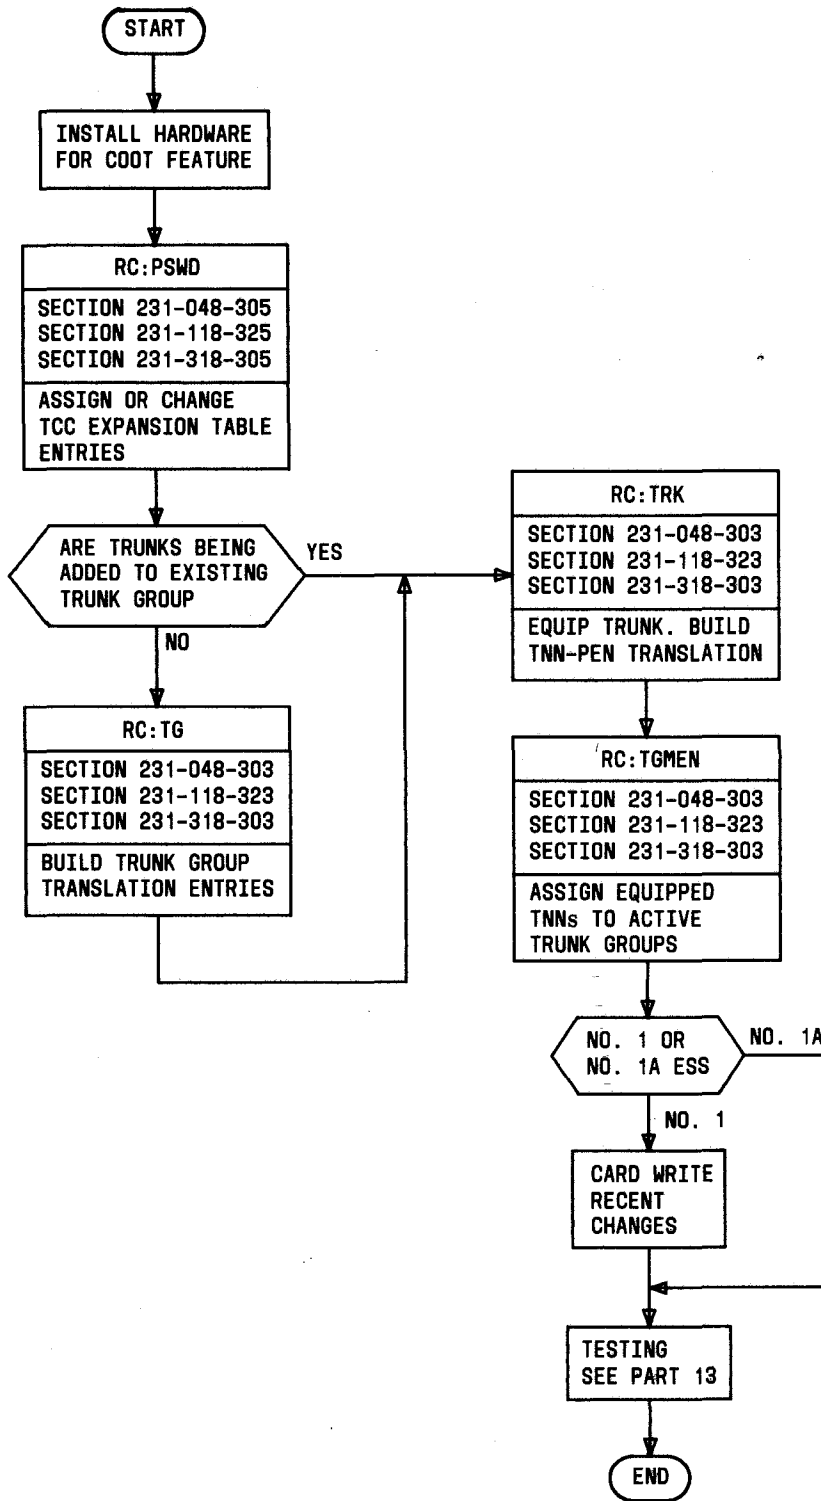 START
INSTALL HARDWARE
FOR COOT FEATURE
RC:PSWD
SECTION 231-048-305
SECTION 231-118-325
SECTION 231-318-305
ASSIGN OR CHANGE
TCC EXPANSION TABLE
ENTRIES
ARE TRUNKS BEING
ADDED TO EXISTING
TRUNK GROUP
YES
NO
RC:TG
SECTION 231-048-303
SECTION 231-118-323
SECTION 231-318-303
BUILD TRUNK GROUP
TRANSLATION ENTRIES
RC:TRK
SECTION 231-048-303
SECTION 231-118-323
SECTION 231-318-303
EQUIP TRUNK. BUILD
TNN-PEN TRANSLATION
RC:TGMEN
SECTION 231-048-303
SECTION 231-118-323
SECTION 231-318-303
ASSIGN EQUIPPED
TNNs TO ACTIVE
TRUNK GROUPS
NO. 1 OR
NO. 1A ESS
NO. 1A
NO. 1
CARD WRITE
RECENT
CHANGES
TESTING
SEE PART 13
END